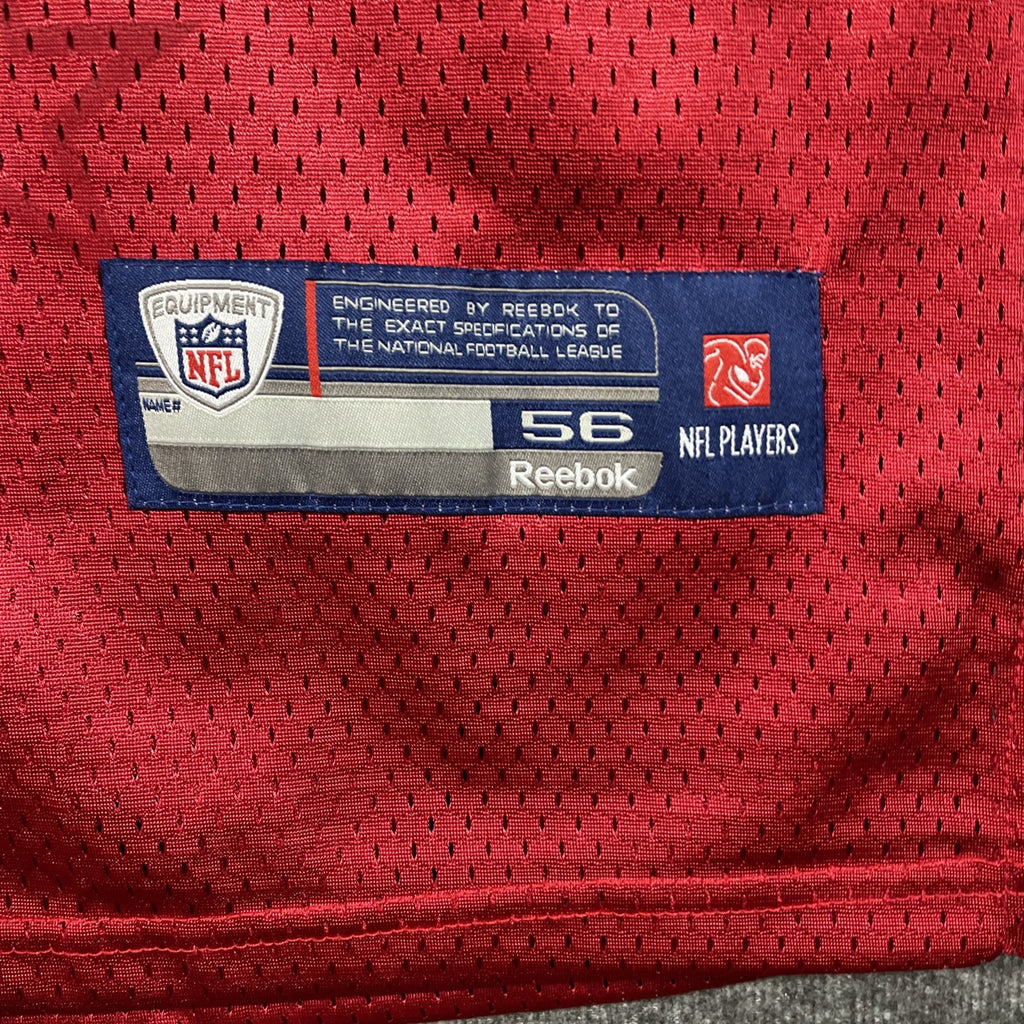 EQUIPMENT
NFL
ENGINEERED BY REEBOK TO
THE EXACT SPECIFICATIONS OF
THE NATIONAL FOOTBALL LEAGUE
NAME#
56
Reebok
NFL PLAYERS